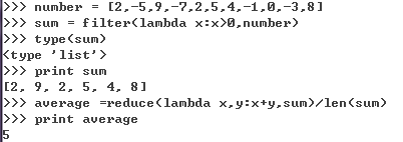 >>> number = [2,-5,9,-7,2,5,4,-1,0,-3,8]
>>> sum = filter(lambda x:x>0,number)
>>> type(sum)
<type 'list'>
>>> print sum
[2, 9, 2, 5, 4, 8]
>>> average =reduce(lambda x,y:x+y,sum)/len(sum)
>>> print average
5